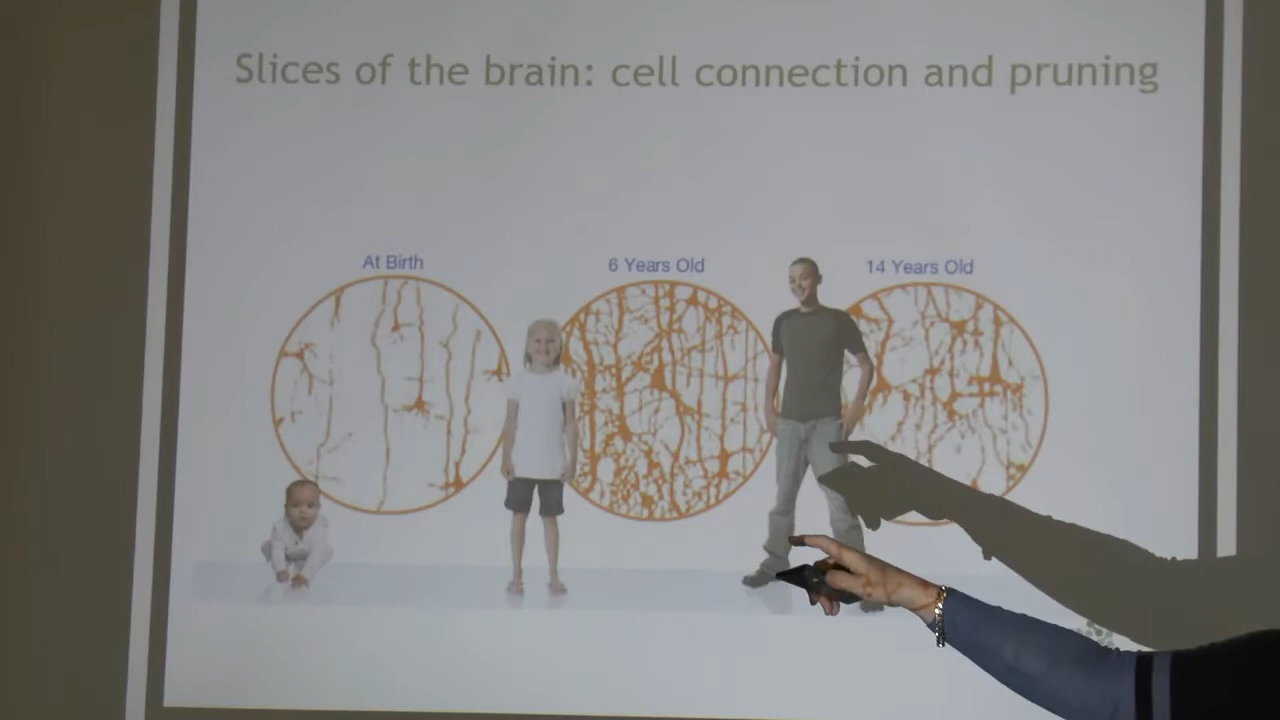 Slices of the brain: cell connection and pruning
At Birth
6 Years Old
14 Years Old